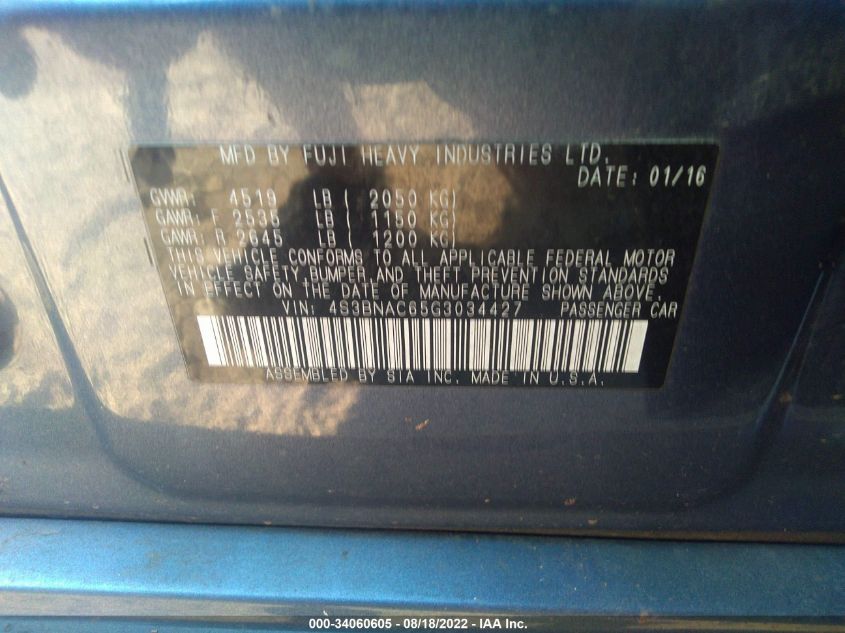 MFD BY FUJI HEAVY INDUSTRIES LTD.
DATE: 01/16
GVWR: 4519 LB ( 2050 KG)
GAWR: F 2535 LB ( 1150 KG)
GAWR: R 2645 LB ( 1200 KG)
THIS VEHICLE CONFORMS TO ALL APPLICABLE FEDERAL MOTOR
VEHICLE SAFETY, BUMPER AND THEFT PREVENTION STANDARDS
IN EFFECT ON THE DATE OF MANUFACTURE SHOWN ABOVE.
VIN: 4S3BNAC65G3034427 PASSENGER CAR
ASSEMBLED BY SIA INC. MADE IN U.S.A.
000-34060605 - 08/18/2022 - IAA Inc.